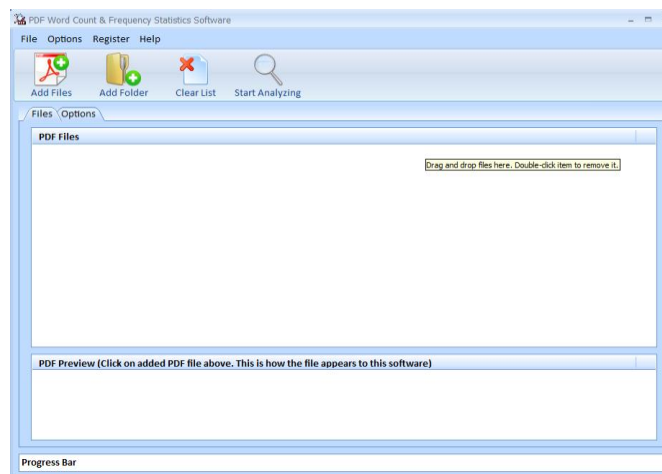 PDF Word Count & Frequency Statistics Software
File Options Register Help
Add Files Add Folder Clear List Start Analyzing
Files Options
PDF Files
Drag and drop files here. Double-click item to remove it.
PDF Preview (Click on added PDF file above. This is how the file appears to this software)
Progress Bar